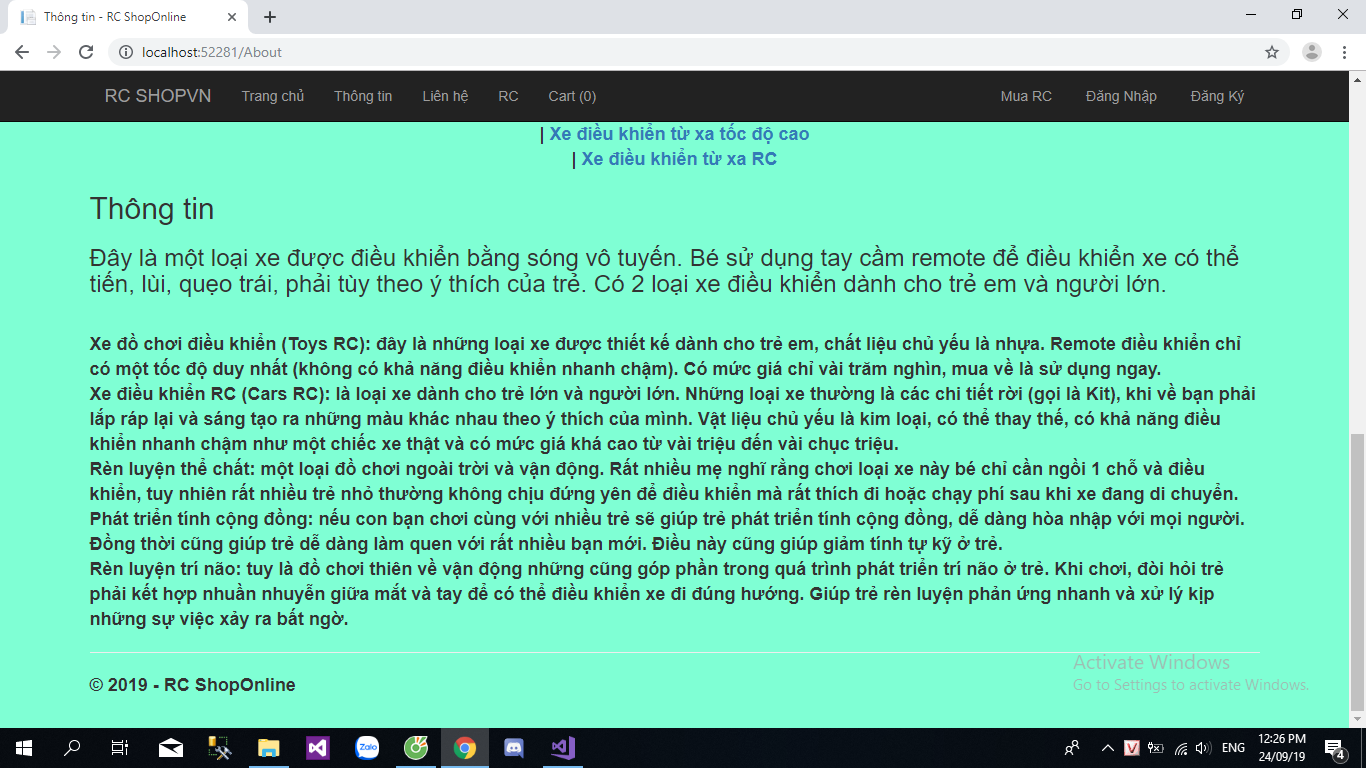 Thông tin - RC ShopOnline
localhost:52281/About
RC SHOPVN Trang chủ Thông tin Liên hệ RC Cart (0) Mua RC Đăng Nhập Đăng Ký
| Xe điều khiển từ xa tốc độ cao
| Xe điều khiển từ xa RC
Thông tin
Đây là một loại xe được điều khiển bằng sóng vô tuyến. Bé sử dụng tay cầm remote để điều khiển xe có thể
tiến, lùi, quẹo trái, phải tùy theo ý thích của trẻ. Có 2 loại xe điều khiển dành cho trẻ em và người lớn.
Xe đồ chơi điều khiển (Toys RC): đây là những loại xe được thiết kế dành cho trẻ em, chất liệu chủ yếu là nhựa. Remote điều khiển chỉ
có một tốc độ duy nhất (không có khả năng điều khiển nhanh chậm). Có mức giá chỉ vài trăm nghìn, mua về là sử dụng ngay.
Xe điều khiển RC (Cars RC): là loại xe dành cho trẻ lớn và người lớn. Những loại xe thường là các chi tiết rời (gọi là Kit), khi về bạn phải
lắp ráp lại và sáng tạo ra những màu khác nhau theo ý thích của mình. Vật liệu chủ yếu là kim loại, có thể thay thế, có khả năng điều
khiển nhanh chậm như một chiếc xe thật và có mức giá khá cao từ vài triệu đến vài chục triệu.
Rèn luyện thể chất: một loại đồ chơi ngoài trời và vận động. Rất nhiều mẹ nghĩ rằng chơi loại xe này bé chỉ cần ngồi 1 chỗ và điều
khiển, tuy nhiên rất nhiều trẻ nhỏ thường không chịu đứng yên để điều khiển mà rất thích đi hoặc chạy phí sau khi xe đang di chuyển.
Phát triển tính cộng đồng: nếu con bạn chơi cùng với nhiều trẻ sẽ giúp trẻ phát triển tính cộng đồng, dễ dàng hòa nhập với mọi người.
Đồng thời cũng giúp trẻ dễ dàng làm quen với rất nhiều bạn mới. Điều này cũng giúp giảm tính tự kỹ ở trẻ.
Rèn luyện trí não: tuy là đồ chơi thiên về vận động những cũng góp phần trong quá trình phát triển trí não ở trẻ. Khi chơi, đòi hỏi trẻ
phải kết hợp nhuần nhuyễn giữa mắt và tay để có thể điều khiển xe đi đúng hướng. Giúp trẻ rèn luyện phản ứng nhanh và xử lý kịp
những sự việc xảy ra bất ngờ.
Activate Windows
Go to Settings to activate Windows.
© 2019 - RC ShopOnline
Zalo
V
ENG
12:26 PM
24/09/19
4